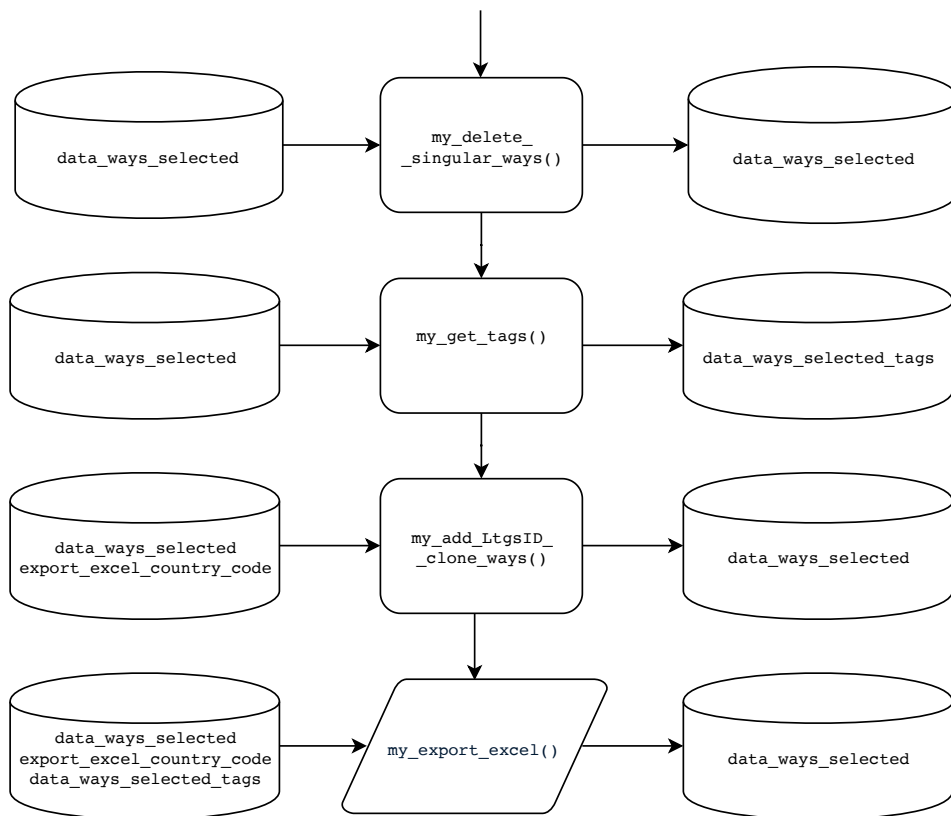 data_ways_selected
my_delete_
_singular_ways()
data_ways_selected
data_ways_selected
my_get_tags()
data_ways_selected_tags
data_ways_selected
export_excel_country_code
my_add_LtgsID_
_clone_ways()
data_ways_selected
data_ways_selected
export_excel_country_code
data_ways_selected_tags
my_export_excel()
data_ways_selected